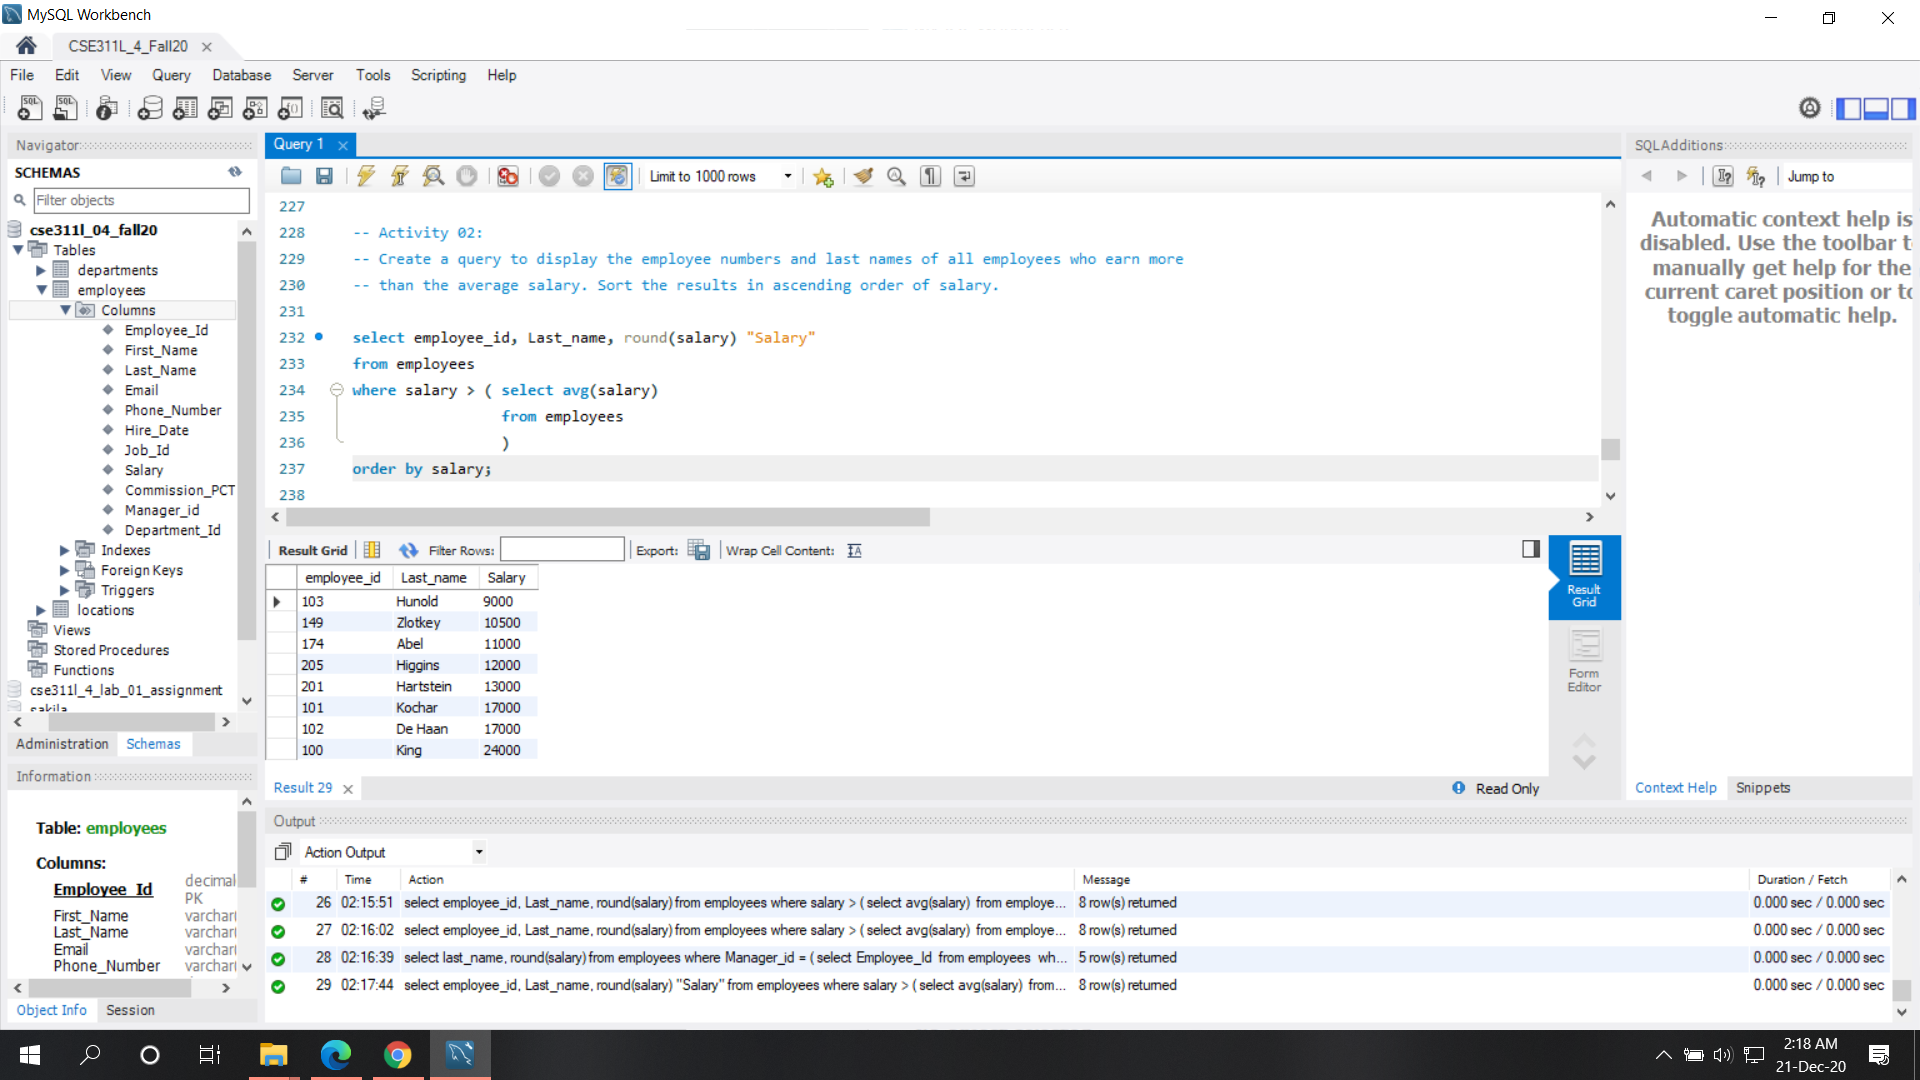 MySQL Workbench
CSE311L_4_Fall20
File Edit View Query Database Server Tools Scripting Help
Navigator
SCHEMAS
Filter objects
cse311l_04_fall20
Tables
departments
employees
Columns
Employee_Id
First_Name
Last_Name
Email
Phone_Number
Hire_Date
Job_Id
Salary
Commission_PCT
Manager_id
Department_Id
Indexes
Foreign Keys
Triggers
locations
Views
Stored Procedures
Functions
cse311l_4_lab_01_assignment
sakila
Administration Schemas
Information
Table: employees
Columns:
Employee_Id decimal
PK
First_Name varchar(
Last_Name varchar(
Email varchar(
Phone_Number varchar(
Object Info Session
Query 1
Limit to 1000 rows
227
228 -- Activity 02:
229 -- Create a query to display the employee numbers and last names of all employees who earn more
230 -- than the average salary. Sort the results in ascending order of salary.
231
232 select employee_id, Last_name, round(salary) "Salary"
233 from employees
234 where salary > ( select avg(salary)
235 from employees
236 )
237 order by salary;
238
Result Grid Filter Rows: Export: Wrap Cell Content:
employee_id Last_name Salary
103 Hunold 9000
149 Zlotkey 10500
174 Abel 11000
205 Higgins 12000
201 Hartstein 13000
101 Kochar 17000
102 De Haan 17000
100 King 24000
Result
Grid
Form
Editor
Result 29
Read Only
SQLAdditions
Jump to
Automatic context help is
disabled. Use the toolbar t
manually get help for the
current caret position or to
toggle automatic help.
Context Help Snippets
Output
Action Output
# Time Action Message Duration / Fetch
26 02:15:51 select employee_id, Last_name, round(salary) from employees where salary > ( select avg(salary) from employe... 8 row(s) returned 0.000 sec / 0.000 sec
27 02:16:02 select employee_id, Last_name, round(salary) from employees where salary > ( select avg(salary) from employe... 8 row(s) returned 0.000 sec / 0.000 sec
28 02:16:39 select last_name, round(salary) from employees where Manager_id = ( select Employee_Id from employees wh... 5 row(s) returned 0.000 sec / 0.000 sec
29 02:17:44 select employee_id, Last_name, round(salary) "Salary" from employees where salary > ( select avg(salary) from... 8 row(s) returned 0.000 sec / 0.000 sec
2:18 AM
21-Dec-20